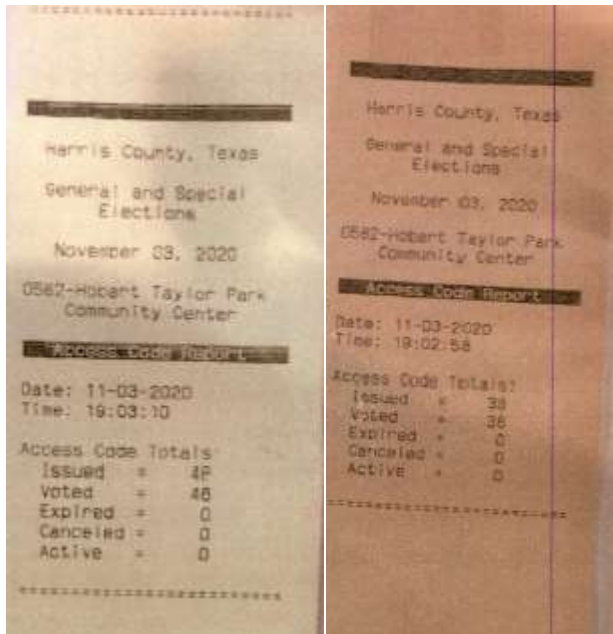 Harris County, Texas
General and Special
Elections
November 03, 2020
0582-Hobart Taylor Park
Community Center
Access Code Report
Date: 11-03-2020
Time: 19:03:10
Access Code Totals:
Issued =
Voted = 46
Expired = 0
Canceled = 0
Active = 0
Harris County, Texas
General and Special
Elections
November 03, 2020
0582-Hobart Taylor Park
Community Center
Access Code Report
Date: 11-03-2020
Time: 19:02:58
Access Code Totals:
Issued =
Voted =
Expired = 0
Canceled = 0
Active = 0